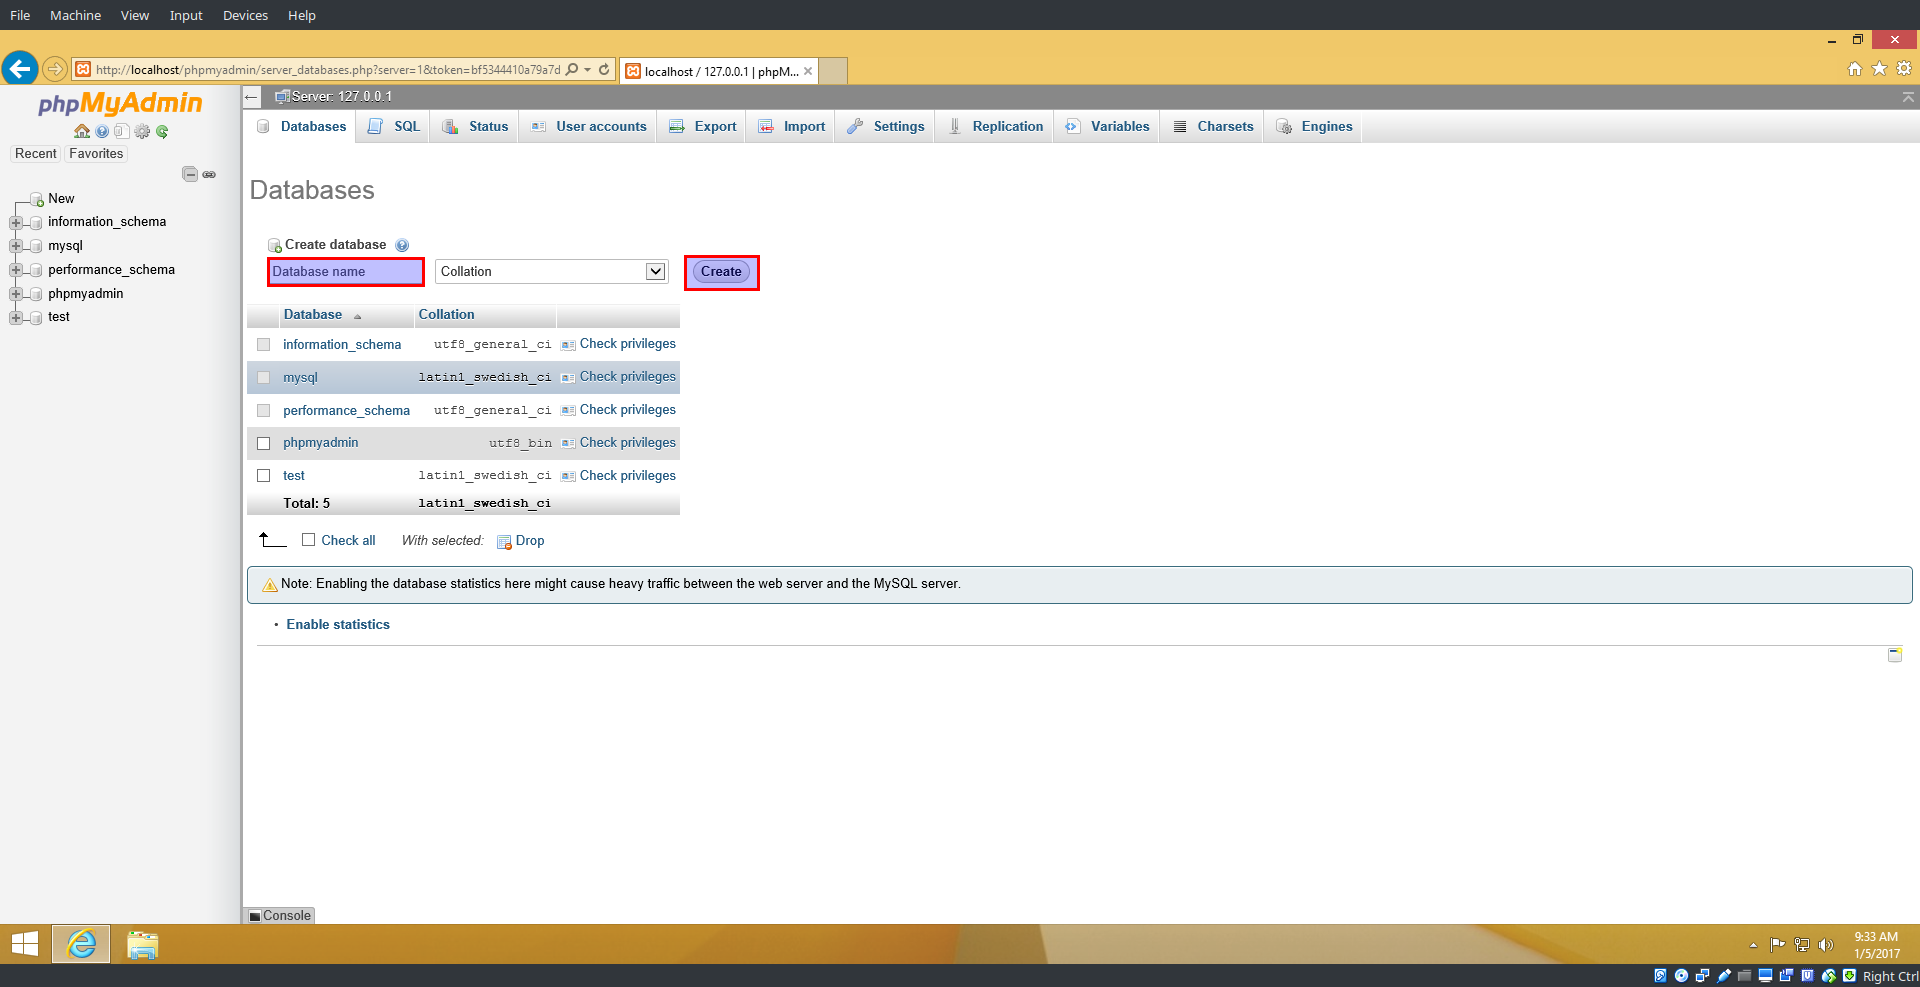 File Machine View Input Devices Help
http://localhost/phpmyadmin/server_databases.php?server=1&token=bf5344410a79a7d
localhost / 127.0.0.1 | phpM...
phpMyAdmin
Recent Favorites
New
information_schema
mysql
performance_schema
phpmyadmin
test
Server: 127.0.0.1
Databases SQL Status User accounts Export Import Settings Replication Variables Charsets Engines
Databases
Create database
Database name Collation Create
Database Collation
information_schema utf8_general_ci Check privileges
mysql latin1_swedish_ci Check privileges
performance_schema utf8_general_ci Check privileges
phpmyadmin utf8_bin Check privileges
test latin1_swedish_ci Check privileges
Total: 5 latin1_swedish_ci
Check all With selected: Drop
Note: Enabling the database statistics here might cause heavy traffic between the web server and the MySQL server.
• Enable statistics
Console
9:33 AM
1/5/2017
Right Ctrl